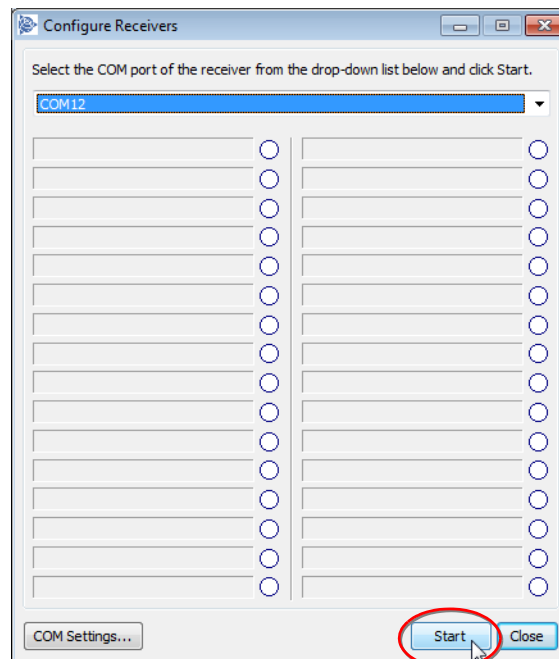 Configure Receivers
Select the COM port of the receiver from the drop-down list below and click Start.
COM12
COM Settings...
Start
Close